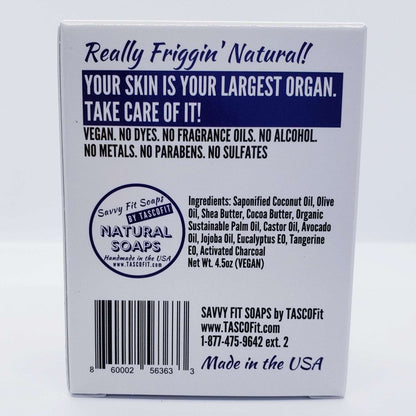 Really Friggin' Natural!
YOUR SKIN IS YOUR LARGEST ORGAN.
TAKE CARE OF IT!
VEGAN. NO DYES. NO FRAGRANCE OILS. NO ALCOHOL.
NO METALS. NO PARABENS. NO SULFATES
Savvy Fit Soaps
by TASCOFIT
NATURAL
SOAPS
Handmade in the USA
www.TASCOFIT.com
Ingredients: Saponified Coconut Oil, Olive
Oil, Shea Butter, Cocoa Butter, Organic
Sustainable Palm Oil, Castor Oil, Avocado
Oil, Jojoba Oil, Eucalyptus EO, Tangerine
EO, Activated Charcoal
Net Wt. 4.5oz (VEGAN)
SAVVY FIT SOAPS by TASCOFit
www.TASCOFit.com
1-877-475-9642 ext. 2
Made in the USA
8 60002 56363 3